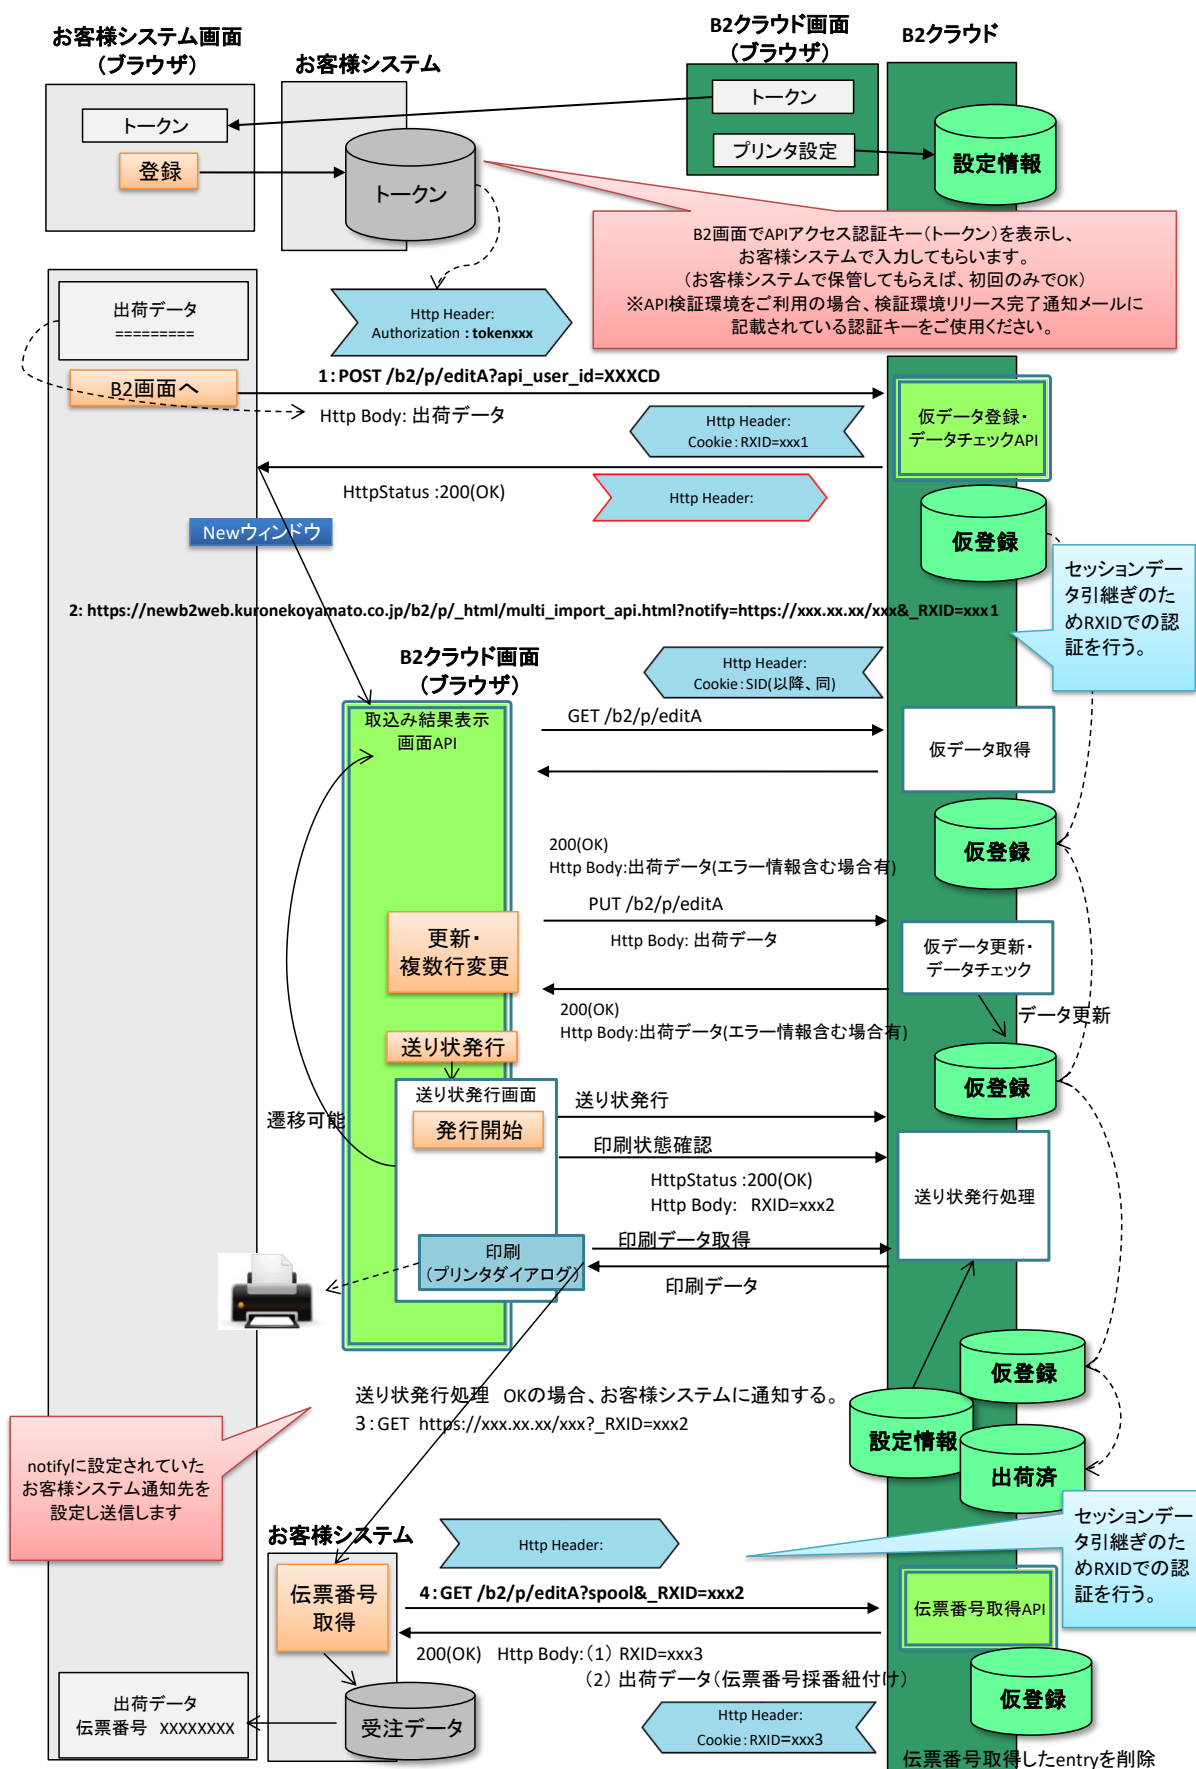 お客様システム画面
（ブラウザ）
お客様システム
B2クラウド画面
（ブラウザ）
B2クラウド
トークン
登録
トークン
トークン
プリンタ設定
設定情報
B2画面でAPIアクセス認証キー（トークン）を表示し、
お客様システムで入力してもらいます。
（お客様システムで保管してもらえば、初回のみでOK）
※API検証環境をご利用の場合、検証環境リリース完了通知メールに
記載されている認証キーをご使用ください。
出荷データ
=========
Http Header:
Authorization：tokenxxx
B2画面へ
1：POST /b2/p/editA?api_user_id=XXXCD
Http Body: 出荷データ
Http Header:
Cookie：RXID=xxx1
仮データ登録・
データチェックAPI
HttpStatus :200(OK)
Http Header:
Newウィンドウ
仮登録
セッションデー
タ引継ぎのた
めRXIDでの認
証を行う。
2: https://newb2web.kuronekoyamato.co.jp/b2/p/_html/multi_import_api.html?notify=https://xxx.xx.xx/xxx&_RXID=xxx1
B2クラウド画面
（ブラウザ）
Http Header:
Cookie：SID(以降、同)
取込み結果表示
画面API
GET /b2/p/editA
仮データ取得
200(OK)
Http Body:出荷データ(エラー情報含む場合有)
仮登録
PUT /b2/p/editA
Http Body: 出荷データ
更新・
複数行変更
仮データ更新・
データチェック
200(OK)
Http Body:出荷データ(エラー情報含む場合有)
データ更新
送り状発行
仮登録
送り状発行画面
発行開始
送り状発行
遷移可能
印刷状態確認
HttpStatus :200(OK)
Http Body: RXID=xxx2
送り状発行処理
印刷データ取得
印刷
（プリンタダイアログ）
印刷データ
仮登録
送り状発行処理 OKの場合、お客様システムに通知する。
3：GET https://xxx.xx.xx/xxx?_RXID=xxx2
設定情報
出荷済
notifyに設定されていた
お客様システム通知先を
設定し送信します
お客様システム
Http Header:
セッションデー
タ引継ぎのた
めRXIDでの認
証を行う。
伝票番号
取得
4：GET /b2/p/editA?spool&_RXID=xxx2
伝票番号取得API
200(OK) Http Body:（1） RXID=xxx3
（2） 出荷データ（伝票番号採番紐付け）
仮登録
出荷データ
伝票番号 XXXXXXXX
受注データ
Http Header:
Cookie：RXID=xxx3
伝票番号取得したentryを削除